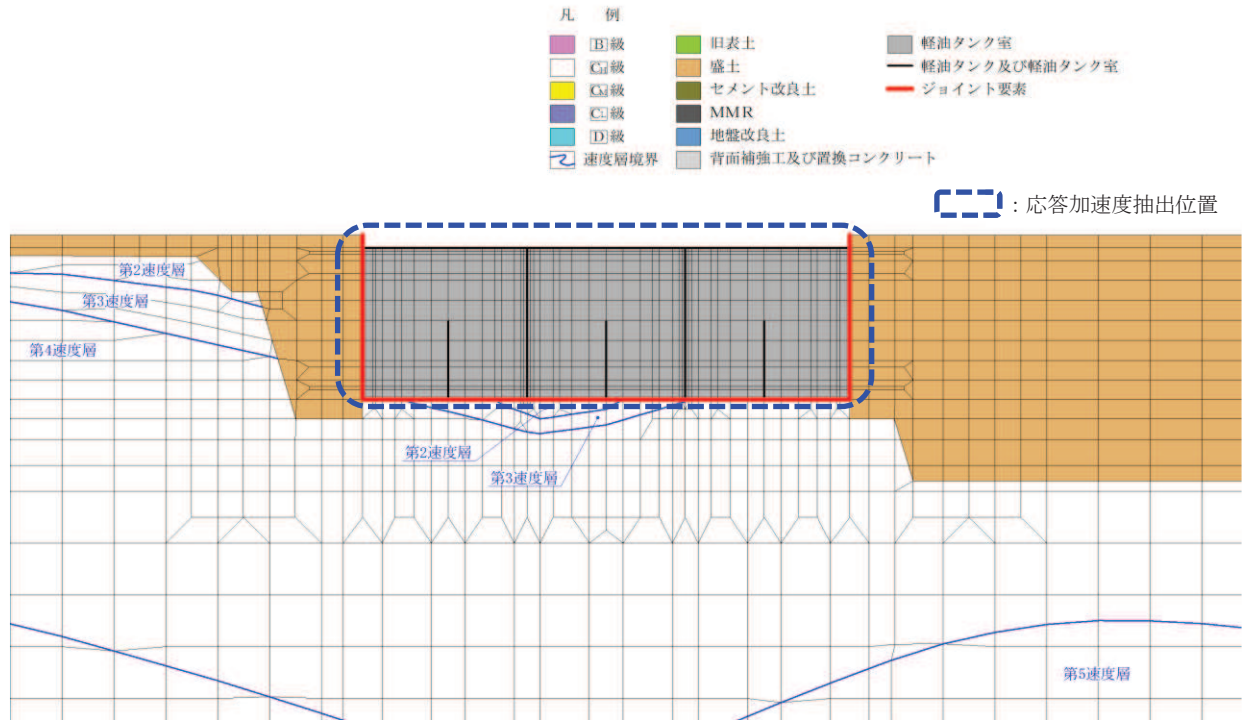 凡 例
B級 旧表土 軽油タンク室
CH級 盛土 軽油タンク及び軽油タンク室
CM級 セメント改良土 ジョイント要素
CL級 MMR
D級 地盤改良土
速度層境界 背面補強工及び置換コンクリート
:応答加速度抽出位置
第2速度層
第3速度層
第4速度層
第2速度層
第3速度層
第5速度層